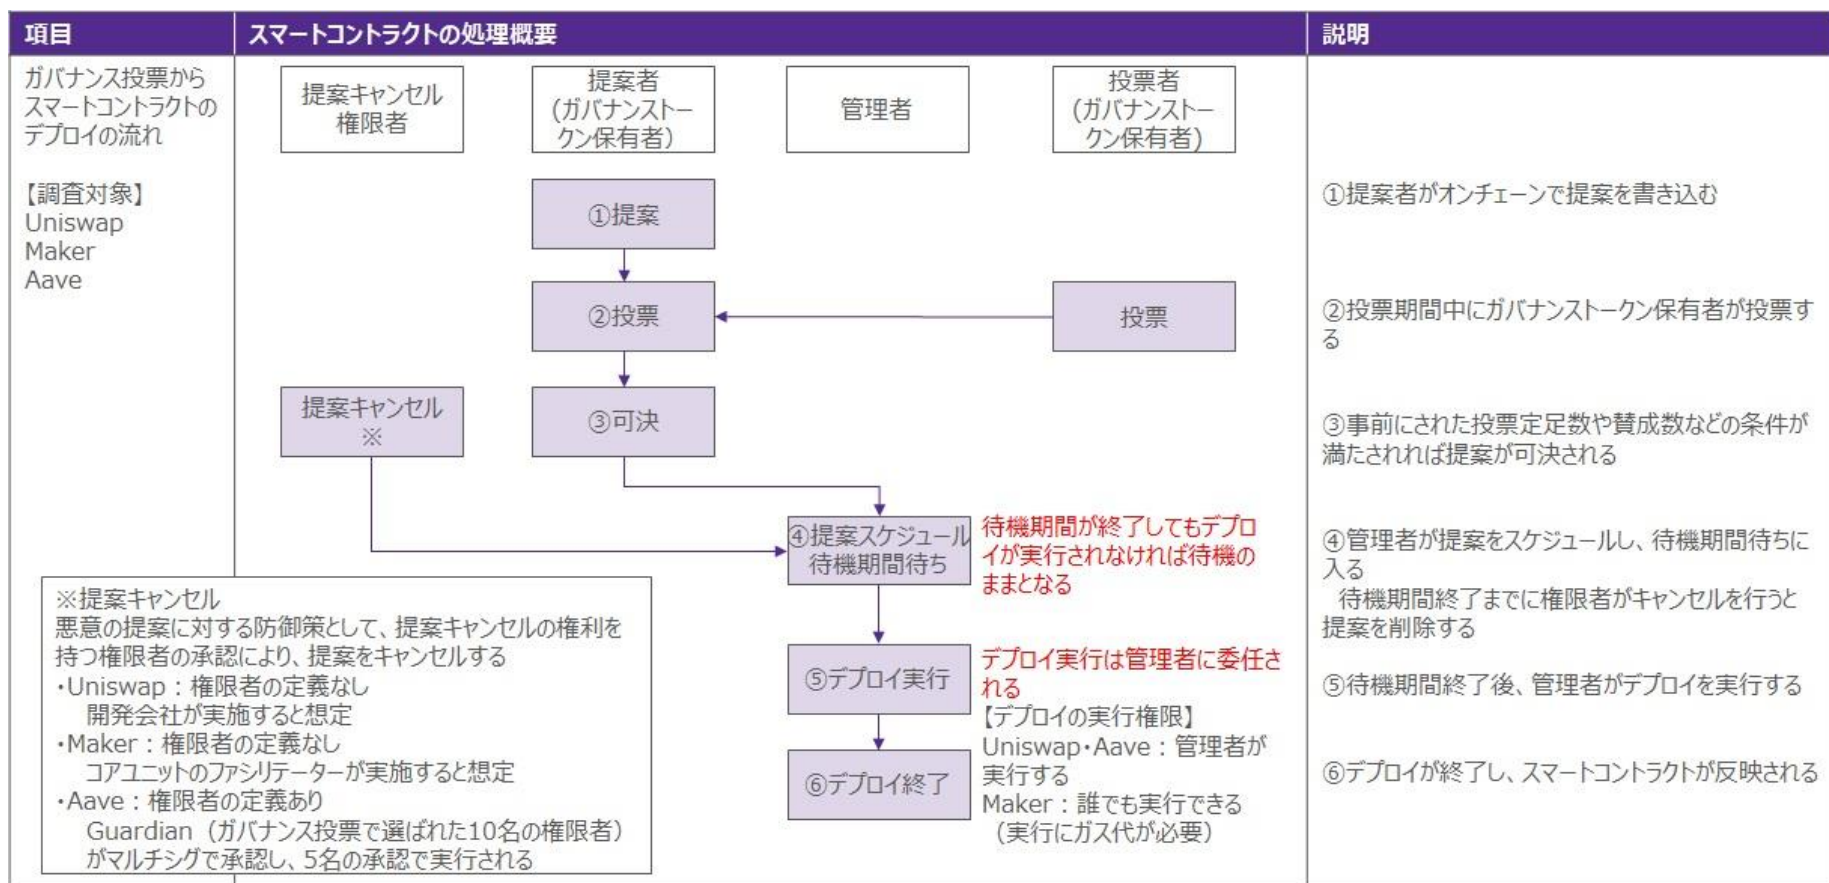 項目
スマートコントラクトの処理概要
説明
ガバナンス投票から
スマートコントラクトの
デプロイの流れ
【調査対象】
Uniswap
Maker
Aave
提案キャンセル
権限者
提案者
(ガバナンストー
クン保有者)
管理者
投票者
(ガバナンストー
クン保有者)
①提案
②投票
投票
提案キャンセル
※
③可決
④提案スケジュール
待機期間待ち
待機期間が終了してもデプロ
イが実行されなければ待機の
ままとなる
⑤デプロイ実行
デプロイ実行は管理者に委任さ
れる
【デプロイの実行権限】
Uniswap・Aave：管理者が
実行する
Maker：誰でも実行できる
（実行にガス代が必要）
⑥デプロイ終了
※提案キャンセル
悪意の提案に対する防御策として、提案キャンセルの権利を
持つ権限者の承認により、提案をキャンセルする
・Uniswap：権限者の定義なし
開発会社が実施すると想定
・Maker：権限者の定義なし
コアユニットのファシリテーターが実施すると想定
・Aave：権限者の定義あり
Guardian（ガバナンス投票で選ばれた10名の権限者）
がマルチシグで承認し、5名の承認で実行される
①提案者がオンチェーンで提案を書き込む
②投票期間中にガバナンストークン保有者が投票す
る
③事前にされた投票定足数や賛成数などの条件が
満たされれば提案が可決される
④管理者が提案をスケジュールし、待機期間待ちに
入る
待機期間終了までに権限者がキャンセルを行うと
提案を削除する
⑤待機期間終了後、管理者がデプロイを実行する
⑥デプロイが終了し、スマートコントラクトが反映される